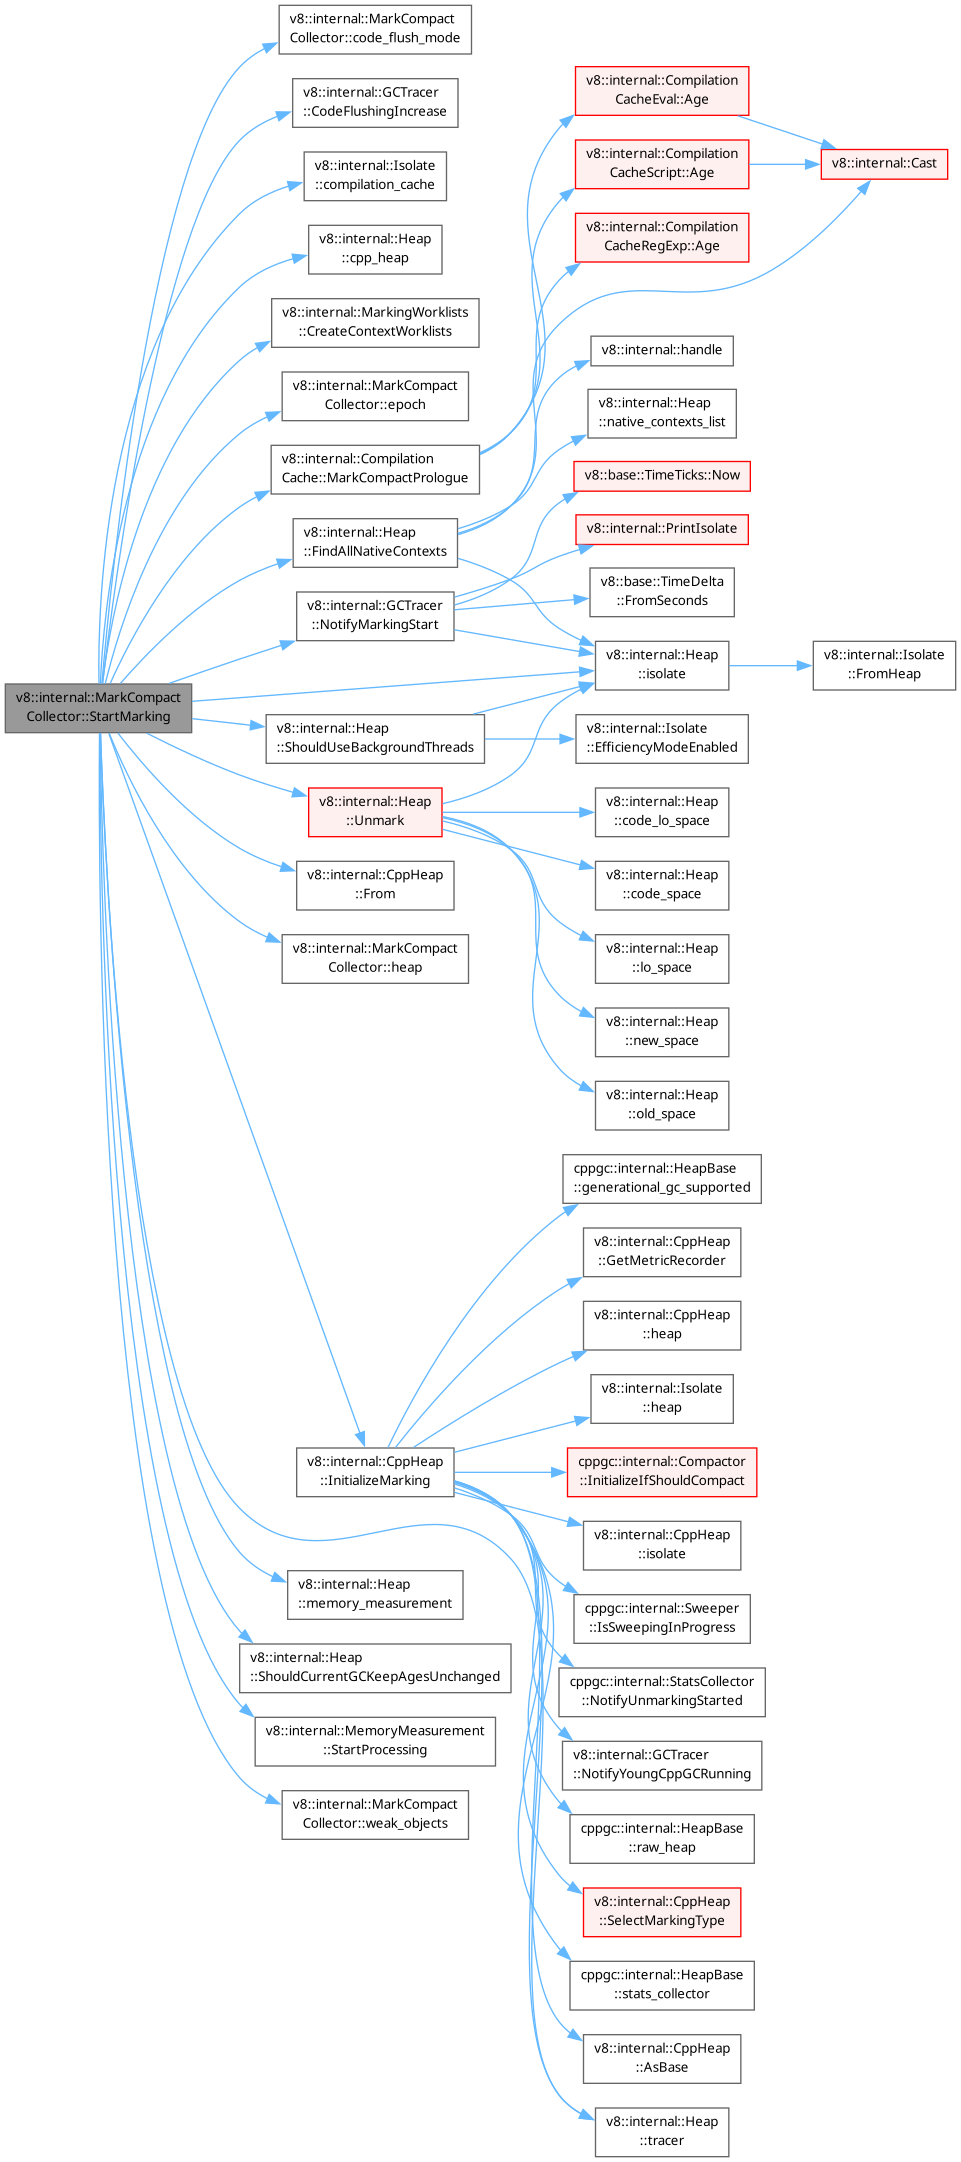 v8::internal::MarkCompact
Collector::StartMarking
v8::internal::MarkCompact
Collector::code_flush_mode
v8::internal::GCTracer
::CodeFlushingIncrease
v8::internal::Isolate
::compilation_cache
v8::internal::Heap
::cpp_heap
v8::internal::MarkingWorklists
::CreateContextWorklists
v8::internal::MarkCompact
Collector::epoch
v8::internal::Compilation
Cache::MarkCompactPrologue
v8::internal::Heap
::FindAllNativeContexts
v8::internal::GCTracer
::NotifyMarkingStart
v8::internal::Heap
::ShouldUseBackgroundThreads
v8::internal::Heap
::Unmark
v8::internal::CppHeap
::From
v8::internal::MarkCompact
Collector::heap
v8::internal::CppHeap
::InitializeMarking
v8::internal::Heap
::memory_measurement
v8::internal::Heap
::ShouldCurrentGCKeepAgesUnchanged
v8::internal::MemoryMeasurement
::StartProcessing
v8::internal::MarkCompact
Collector::weak_objects
v8::internal::Compilation
CacheEval::Age
v8::internal::Compilation
CacheScript::Age
v8::internal::Compilation
CacheRegExp::Age
v8::internal::handle
v8::internal::Heap
::native_contexts_list
v8::base::TimeTicks::Now
v8::internal::PrintIsolate
v8::base::TimeDelta
::FromSeconds
v8::internal::Heap
::isolate
v8::internal::Isolate
::EfficiencyModeEnabled
v8::internal::Heap
::code_lo_space
v8::internal::Heap
::code_space
v8::internal::Heap
::lo_space
v8::internal::Heap
::new_space
v8::internal::Heap
::old_space
cppgc::internal::HeapBase
::generational_gc_supported
v8::internal::CppHeap
::GetMetricRecorder
v8::internal::CppHeap
::heap
v8::internal::Isolate
::heap
cppgc::internal::Compactor
::InitializeIfShouldCompact
v8::internal::CppHeap
::isolate
cppgc::internal::Sweeper
::IsSweepingInProgress
cppgc::internal::StatsCollector
::NotifyUnmarkingStarted
v8::internal::GCTracer
::NotifyYoungCppGCRunning
cppgc::internal::HeapBase
::raw_heap
v8::internal::CppHeap
::SelectMarkingType
cppgc::internal::HeapBase
::stats_collector
v8::internal::CppHeap
::AsBase
v8::internal::Heap
::tracer
v8::internal::Cast
v8::internal::Isolate
::FromHeap